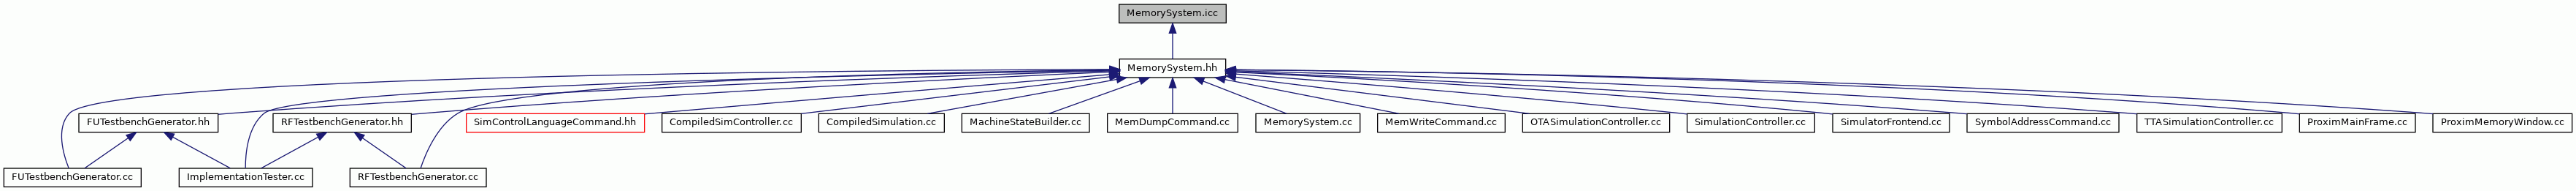 MemorySystem.icc
MemorySystem.hh
FUTestbenchGenerator.hh
RFTestbenchGenerator.hh
SimControlLanguageCommand.hh
CompiledSimController.cc
CompiledSimulation.cc
MachineStateBuilder.cc
MemDumpCommand.cc
MemorySystem.cc
MemWriteCommand.cc
OTASimulationController.cc
SimulationController.cc
SimulatorFrontend.cc
SymbolAddressCommand.cc
TTASimulationController.cc
ProximMainFrame.cc
ProximMemoryWindow.cc
FUTestbenchGenerator.cc
ImplementationTester.cc
RFTestbenchGenerator.cc